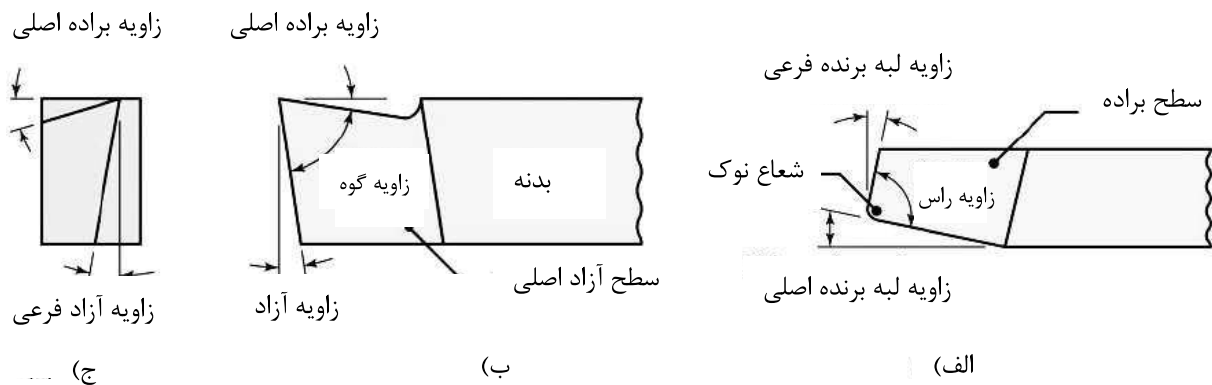 زاویه لبه برنده فرعی
سطح براده
شعاع نوک
زاویه راس
زاویه لبه برنده اصلی
الف)
زاویه براده اصلی
زاویه گوه
بدنه
سطح آزاد اصلی
زاویه آزاد
ب)
زاویه براده اصلی
زاویه آزاد فرعی
ج)